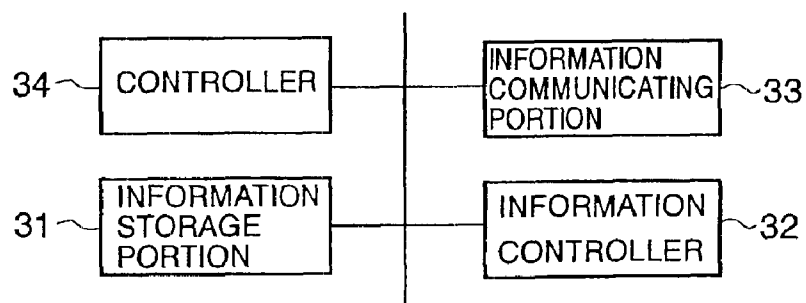 34
CONTROLLER
INFORMATION
COMMUNICATING
PORTION
33
31
INFORMATION
STORAGE
PORTION
INFORMATION
CONTROLLER
32